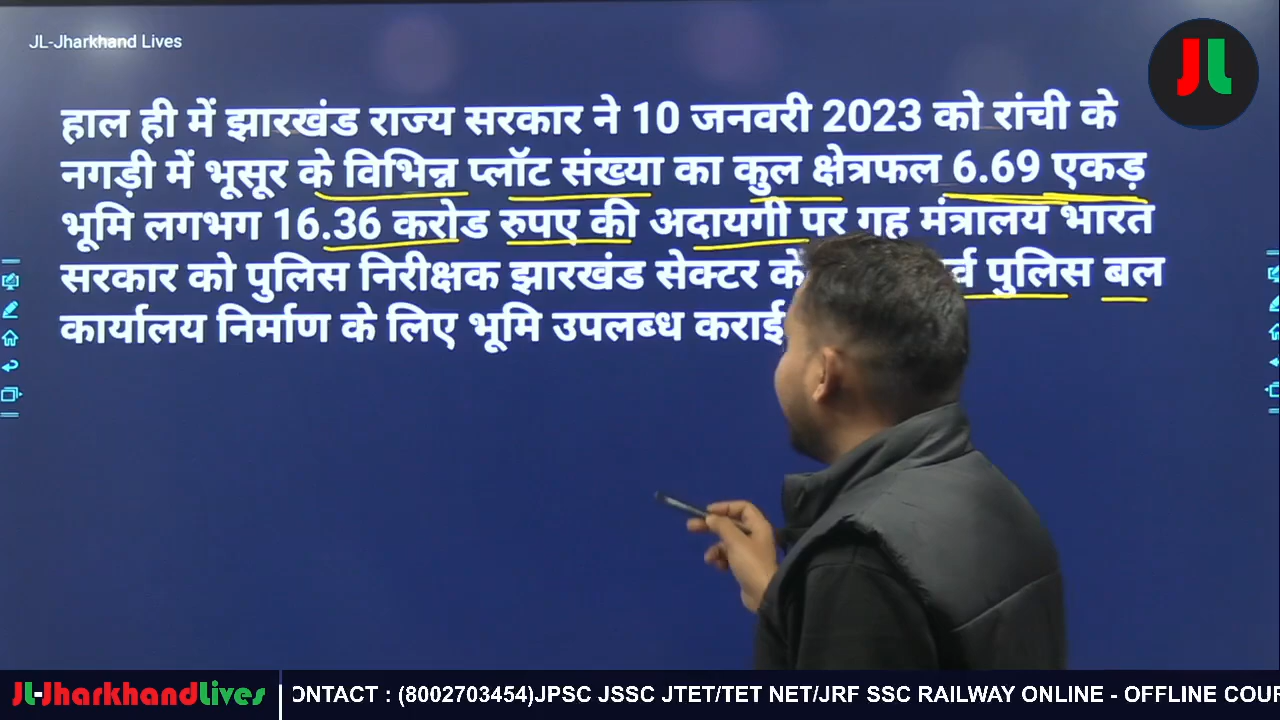 JL-Jharkhand Lives
JL
हाल ही में झारखंड राज्य सरकार ने 10 जनवरी 2023 को रांची के
नगड़ी में भूसूर के विभिन्न प्लॉट संख्या का कुल क्षेत्रफल 6.69 एकड़
भूमि लगभग 16.36 करोड रुपए की अदायगी पर गृह मंत्रालय भारत
सरकार को पुलिस निरीक्षक झारखंड सेक्टर के पुलिस बल
कार्यालय निर्माण के लिए भूमि उपलब्ध कराई
JL-JharkhandLives ONTACT : (8002703454)JPSC JSSC JTET/TET NET/JRF SSC RAILWAY ONLINE - OFFLINE COU